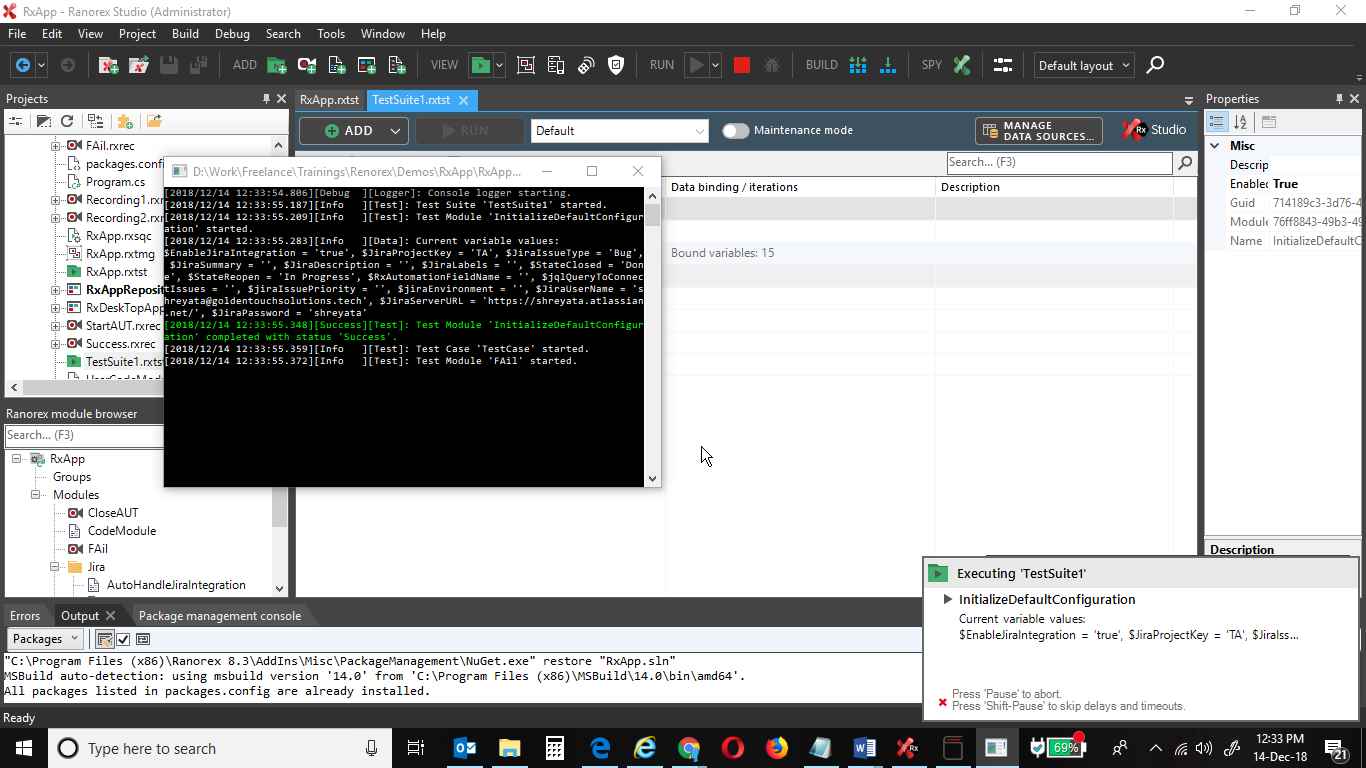 RxApp - Ranorex Studio (Administrator)
File Edit View Project Build Debug Search Tools Window Help
ADD VIEW RUN BUILD SPY Default layout
Projects
RxApp.rxtst TestSuite1.rxtst
Properties
ADD RUN Default Maintenance mode MANAGE DATA SOURCES... Rx Studio
FAil.rxrec
packages.confi
Program.cs
Recording1.rxr
Recording2.rxr
RxApp.rxsqc
RxApp.rxtmg
RxApp.rxtst
RxAppReposit
RxDeskTopApp
StartAUT.rxrec
Success.rxrec
TestSuite1.rxts
D:\Work\Freelance\Trainings\Ranorex\Demos\RxApp\RxApp...
[2018/12/14 12:33:54.806][Debug ][Logger]: Console logger starting.
[2018/12/14 12:33:55.187][Info ][Test]: Test Suite 'TestSuite1' started.
[2018/12/14 12:33:55.209][Info ][Test]: Test Module 'InitializeDefaultConfigur
ation' started.
[2018/12/14 12:33:55.283][Info ][Data]: Current variable values:
$EnableJiraIntegration = 'true', $JiraProjectKey = 'TA', $JiraIssueType = 'Bug',
$JiraSummary = '', $JiraDescription = '', $JiraLabels = '', $StateClosed = 'Don
e', $StateReopen = 'In Progress', $RxAutomationFieldName = '', $jqlQueryToConnec
tIssues = '', $jiraIssuePriority = '', $jiraEnvironment = '', $JiraUserName = 's
hreyata@goldentouchsolutions.tech', $JiraServerURL = 'https://shreyata.atlassian
.net/', $JiraPassword = 'shreyata'
[2018/12/14 12:33:55.348][Success][Test]: Test Module 'InitializeDefaultConfigur
ation' completed with status 'Success'.
[2018/12/14 12:33:55.359][Info ][Test]: Test Case 'TestCase' started.
[2018/12/14 12:33:55.372][Info ][Test]: Test Module 'FAil' started.
Search... (F3)
Data binding / iterations Description
Bound variables: 15
Misc
Descrip
Enabled True
Guid 714189c3-3d76-4
Module 76ff8843-49b3-49
Name InitializeDefaultC
Description
Ranorex module browser
Search... (F3)
RxApp
Groups
Modules
CloseAUT
CodeModule
FAil
Jira
AutoHandleJiraIntegration
Executing 'TestSuite1'
InitializeDefaultConfiguration
Current variable values:
$EnableJiraIntegration = 'true', $JiraProjectKey = 'TA', $JiraIss...
Press 'Pause' to abort.
Press 'Shift-Pause' to skip delays and timeouts.
Errors Output Package management console
Packages
"C:\Program Files (x86)\Ranorex 8.3\AddIns\Misc\PackageManagement\NuGet.exe" restore "RxApp.sln"
MSBuild auto-detection: using msbuild version '14.0' from 'C:\Program Files (x86)\MSBuild\14.0\bin\amd64'.
All packages listed in packages.config are already installed.
Ready
Type here to search
69%
12:33 PM
14-Dec-18
21